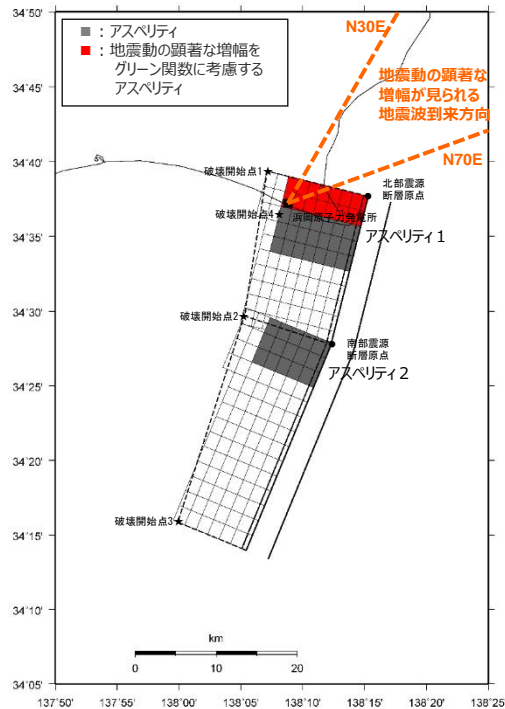 ■：アスペリティ
■：地震動の顕著な増幅を
グリーン関数に考慮する
アスペリティ
N30E
地震動の顕著な
増幅が見られる
地震波到来方向
N70E
破壊開始点1
北部震源
断層原点
破壊開始点4
浜岡原子力発電所
アスペリティ１
破壊開始点2
南部震源
断層原点
アスペリティ２
破壊開始点3
km
0 10 20
34°50'
34°45'
34°40'
34°35'
34°30'
34°25'
34°20'
34°15'
34°10'
34°05'
137°50' 137°55' 138°00' 138°05' 138°10' 138°15' 138°20' 138°25'